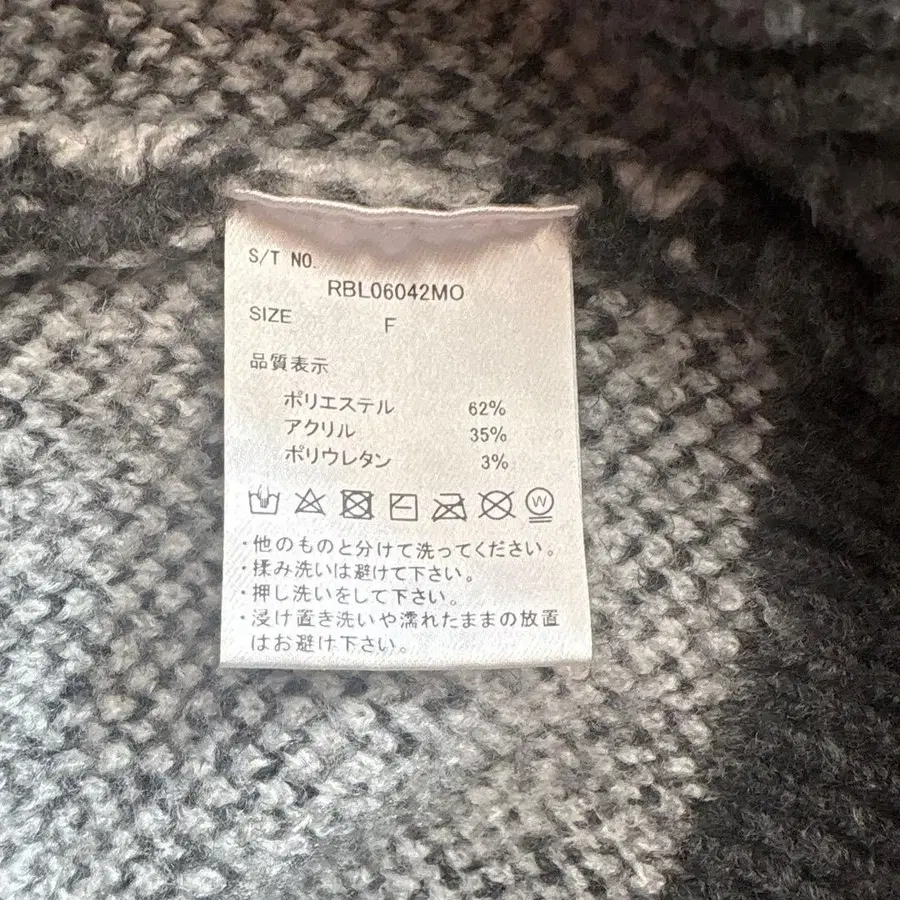 S/T NO.
RBL06042MO
SIZE F
品質表示
ポリエステル 62%
アクリル 35%
ポリウレタン 3%
W
・他のものと分けて洗ってください。
・揉み洗いは避けて下さい。
・押し洗いをして下さい。
・浸け置き洗いや濡れたままの放置
はお避け下さい。